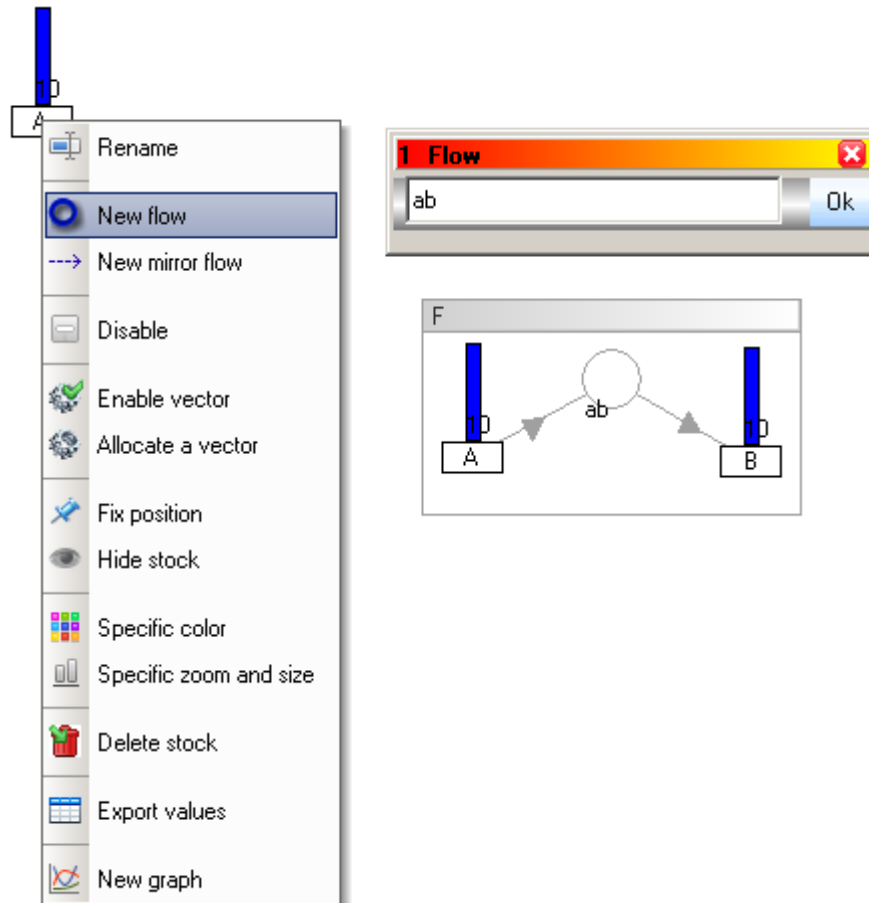 10
A
Rename
New flow
New mirror flow
Disable
Enable vector
Allocate a vector
Fix position
Hide stock
Specific color
Specific zoom and size
Delete stock
Export values
New graph
1 Flow
ab
Ok
F
10
ab
10
A
B